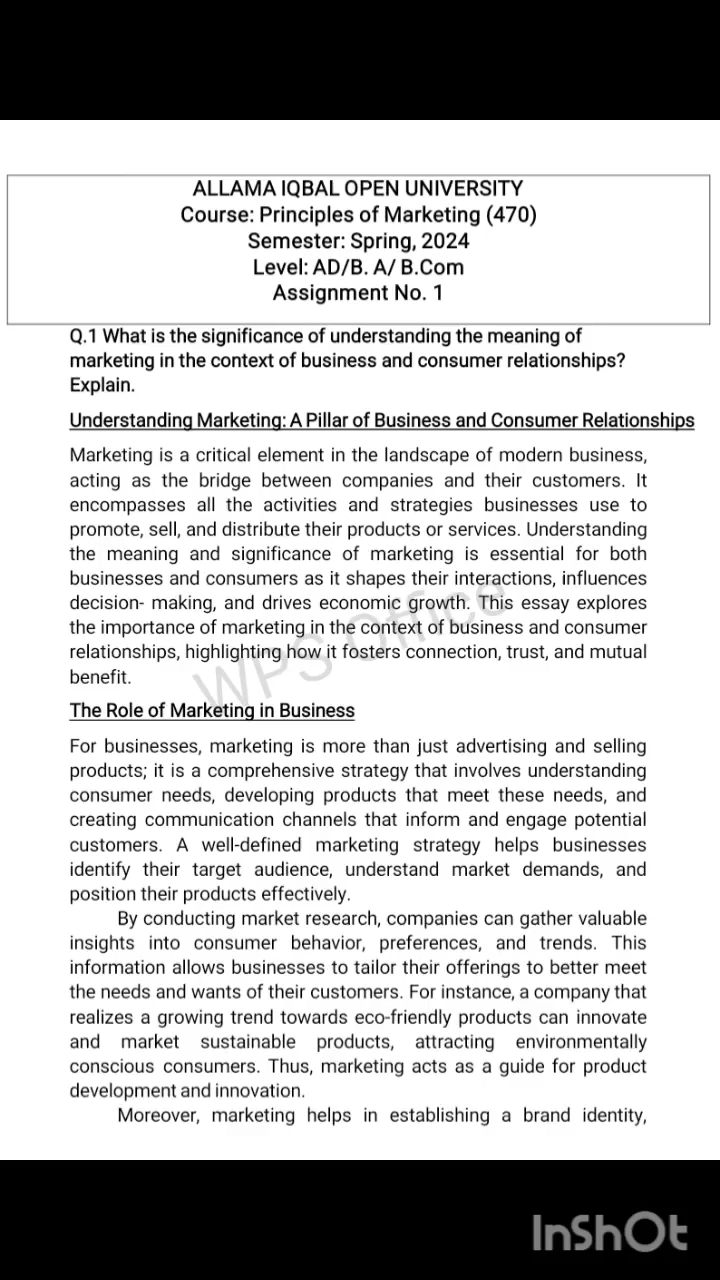 ALLAMA IQBAL OPEN UNIVERSITY
Course: Principles of Marketing (470)
Semester: Spring, 2024
Level: AD/B. A/ B.Com
Assignment No. 1
Q.1 What is the significance of understanding the meaning of
marketing in the context of business and consumer relationships?
Explain.
Understanding Marketing: A Pillar of Business and Consumer Relationships
Marketing is a critical element in the landscape of modern business,
acting as the bridge between companies and their customers. It
encompasses all the activities and strategies businesses use to
promote, sell, and distribute their products or services. Understanding
the meaning and significance of marketing is essential for both
businesses and consumers as it shapes their interactions, influences
decision- making, and drives economic growth. This essay explores
the importance of marketing in the context of business and consumer
relationships, highlighting how it fosters connection, trust, and mutual
benefit.
WPS Office
The Role of Marketing in Business
For businesses, marketing is more than just advertising and selling
products; it is a comprehensive strategy that involves understanding
consumer needs, developing products that meet these needs, and
creating communication channels that inform and engage potential
customers. A well-defined marketing strategy helps businesses
identify their target audience, understand market demands, and
position their products effectively.
By conducting market research, companies can gather valuable
insights into consumer behavior, preferences, and trends. This
information allows businesses to tailor their offerings to better meet
the needs and wants of their customers. For instance, a company that
realizes a growing trend towards eco-friendly products can innovate
and market sustainable products, attracting environmentally
conscious consumers. Thus, marketing acts as a guide for product
development and innovation.
Moreover, marketing helps in establishing a brand identity,
InShOt